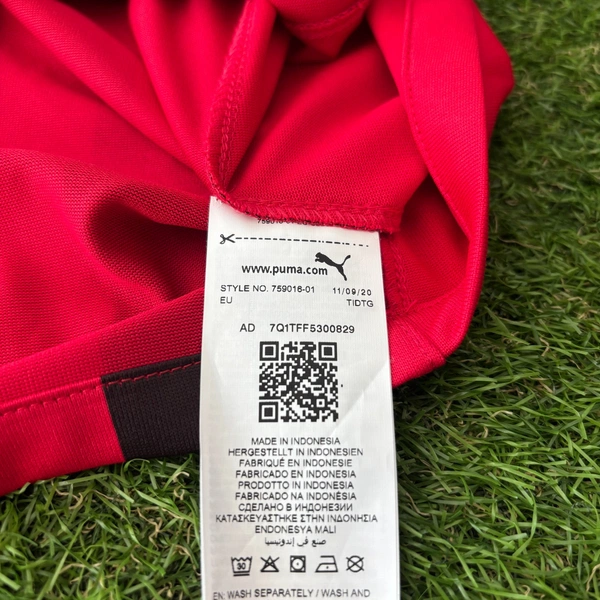 www.puma.com
STYLE NO. 759016-01 11/09/20
EU TIDTG
AD 7Q1TFF5300829
MADE IN INDONESIA
HERGESTELLT IN INDONESIEN
FABRIQUÉ EN INDONESIE
FABRICADO EN INDONESIA
PRODOTTO IN INDONESIA
FABRICADO NA INDONÉSIA
СДЕЛАНО В ИНДОНЕЗИИ
ΚΑΤΑΣΚΕΥΑΣΤΗΚΕ ΣΤΗΝ ΙΝΔΟΝΗΣΙΑ
ENDONESYA MALI
صنع في إندونيسيا
30
EN: WASH SEPARATELY / WASH AND